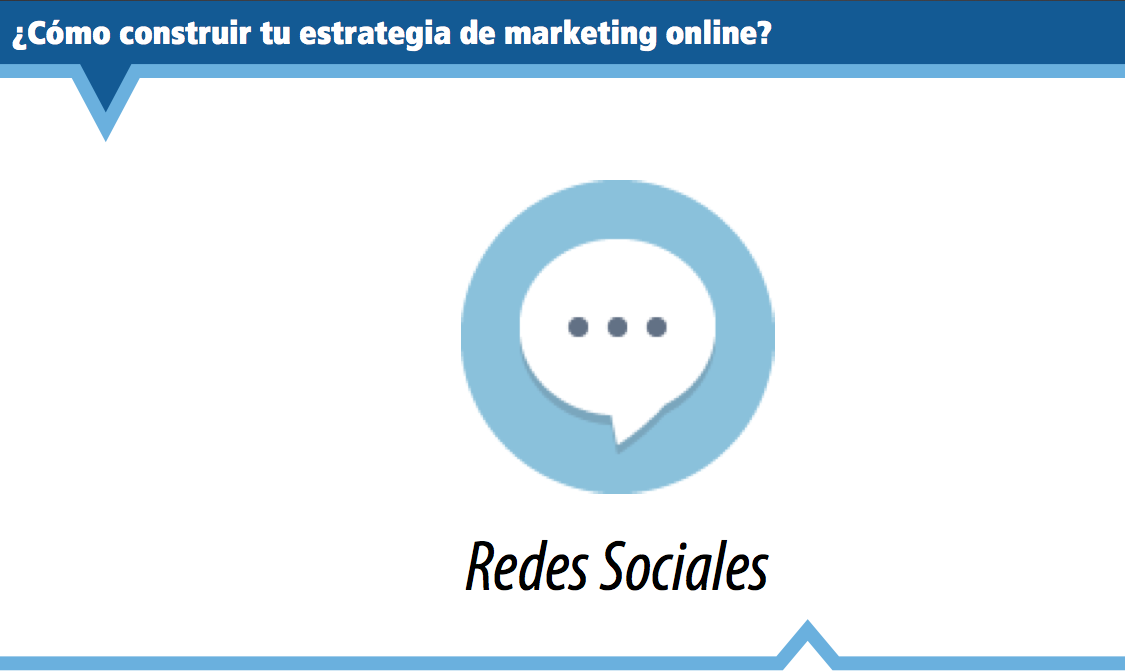 ¿Cómo construir tu estrategia de marketing online?
Redes Sociales